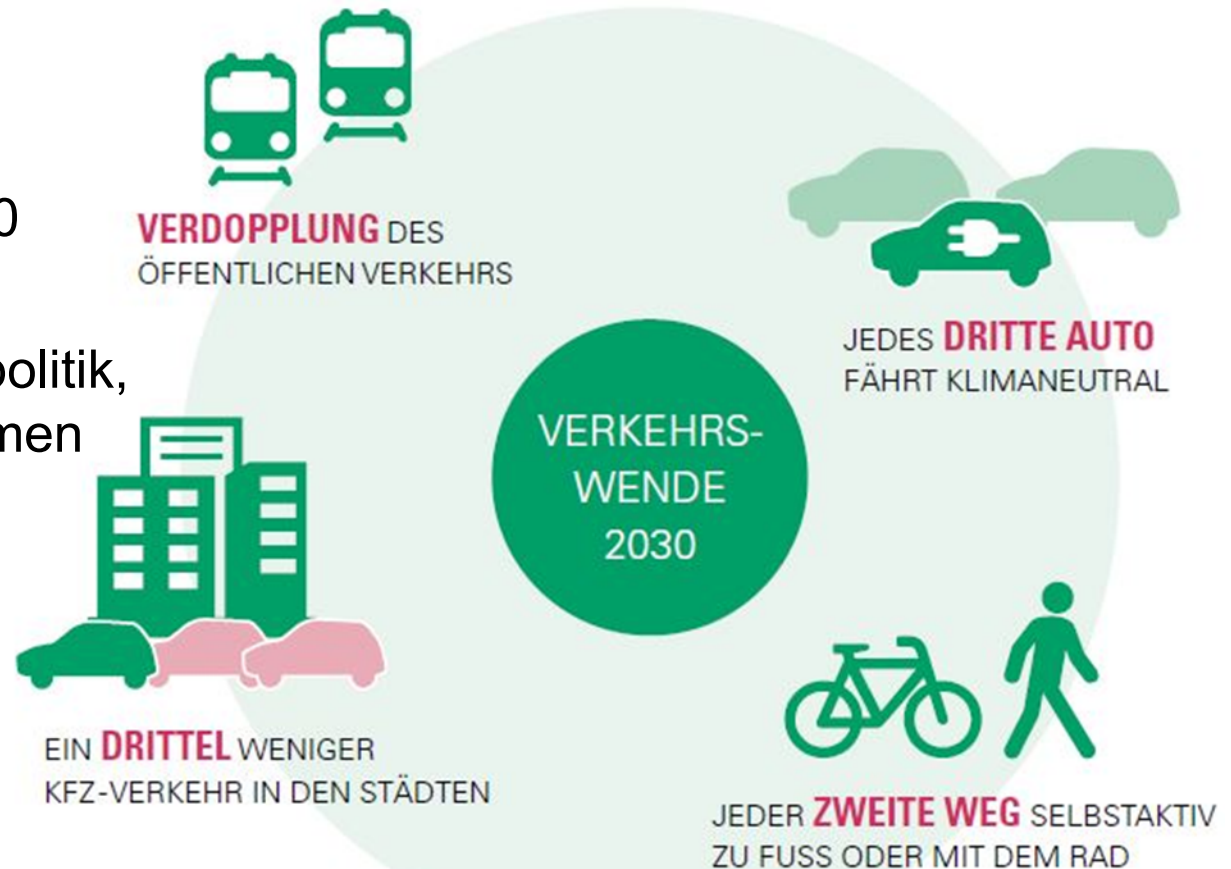 0
politik,
men
VERDOPPLUNG DES
ÖFFENTLICHEN VERKEHRS
JEDES DRITTE AUTO
FÄHRT KLIMANEUTRAL
VERKEHRS-
WENDE
2030
EIN DRITTEL WENIGER
KFZ-VERKEHR IN DEN STÄDTEN
JEDER ZWEITE WEG SELBSTAKTIV
ZU FUSS ODER MIT DEM RAD